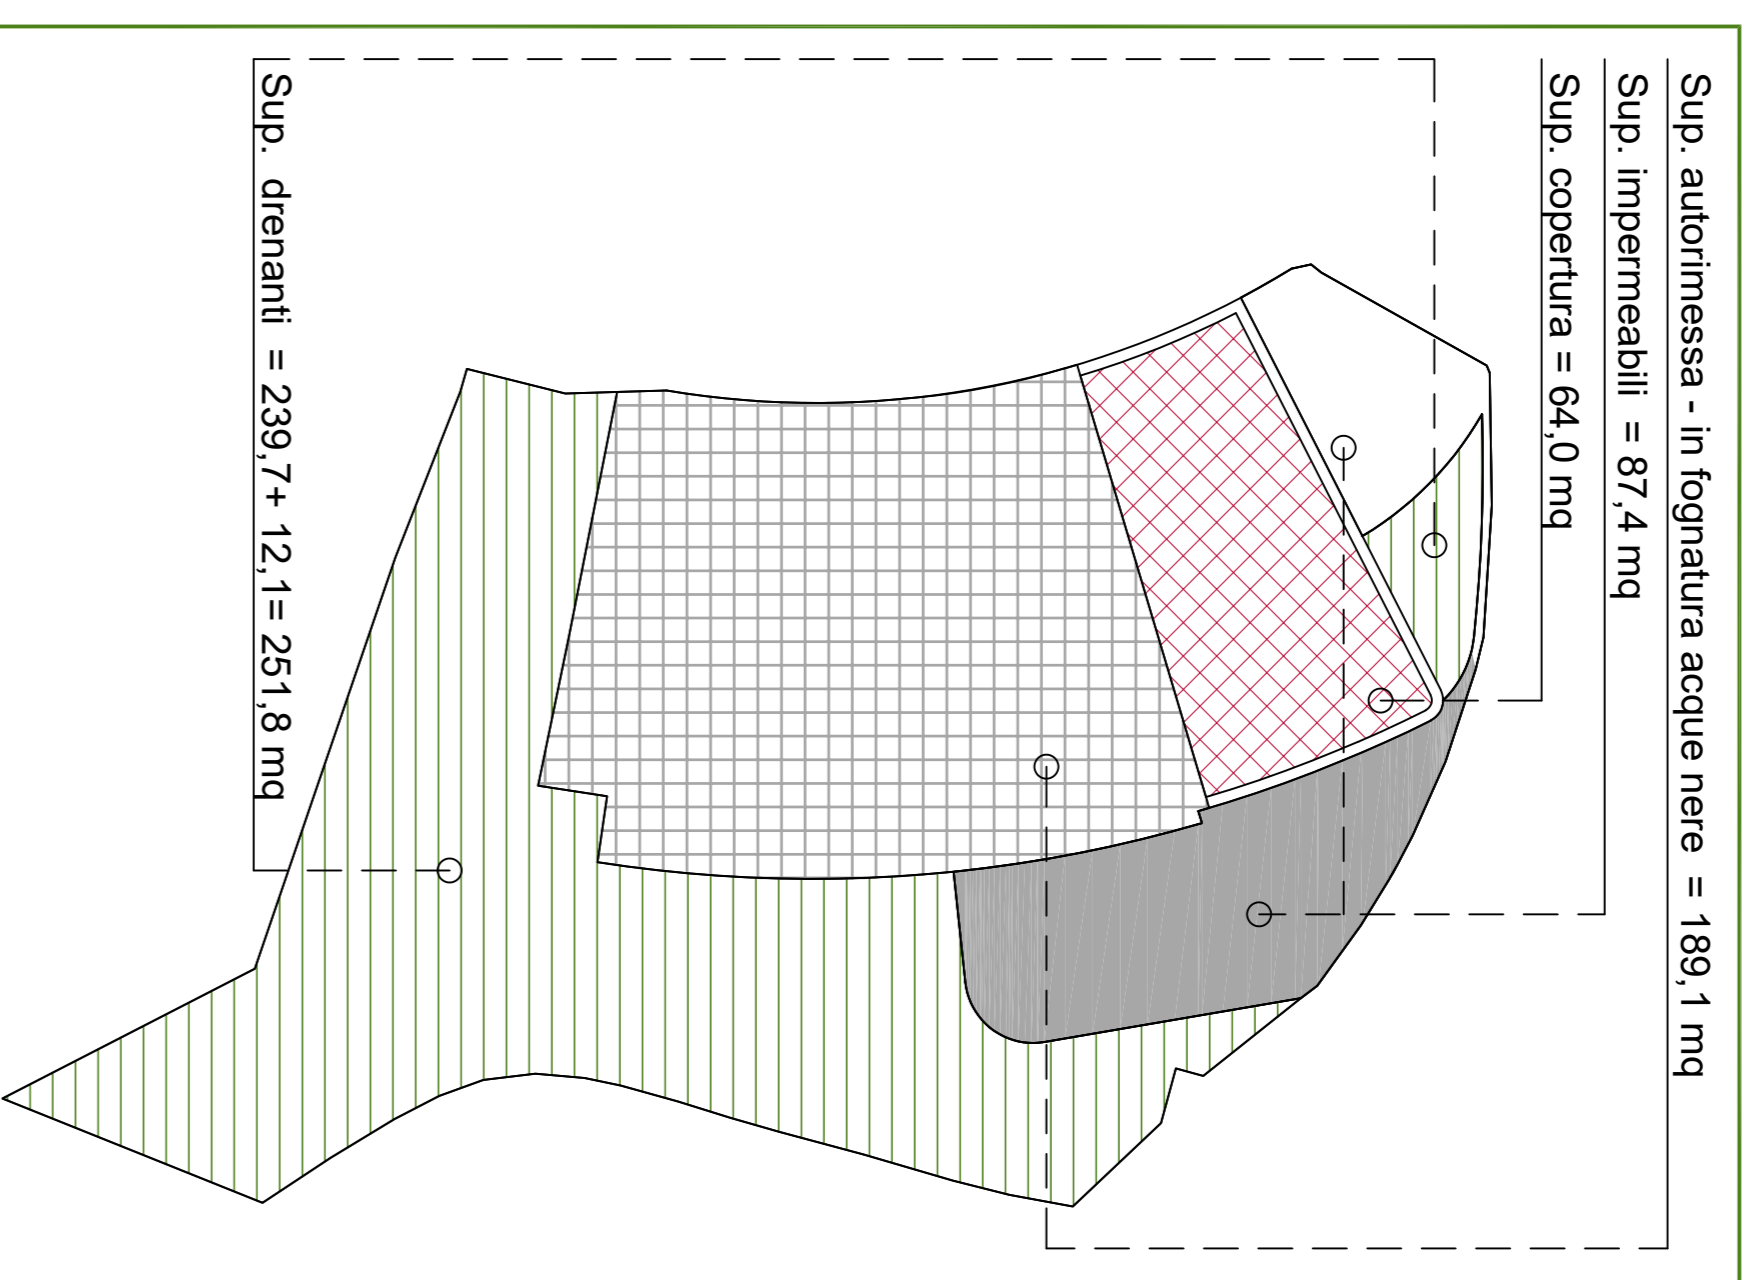 Sup. autorimessa - in fognatura acque nere = 189,1 mq
Sup. impermeabili = 87,4 mq
Sup. copertura = 64,0 mq
Sup. drenanti = 239,7+ 12,1= 251,8 mq